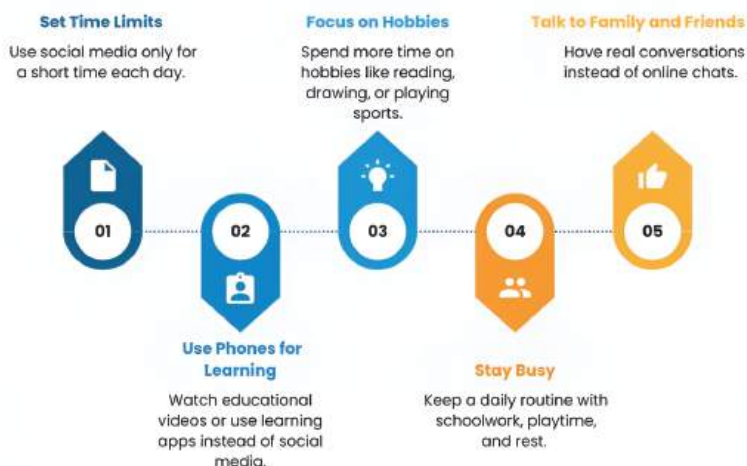 Set Time Limits
Use social media only for
a short time each day.
Focus on Hobbies
Spend more time on
hobbies like reading,
drawing, or playing
sports.
Talk to Family and Friends
Have real conversations
instead of online chats.
01
02
03
04
05
Use Phones for
Learning
Watch educational
videos or use learning
apps instead of social
media.
Stay Busy
Keep a daily routine with
schoolwork, playtime,
and rest.